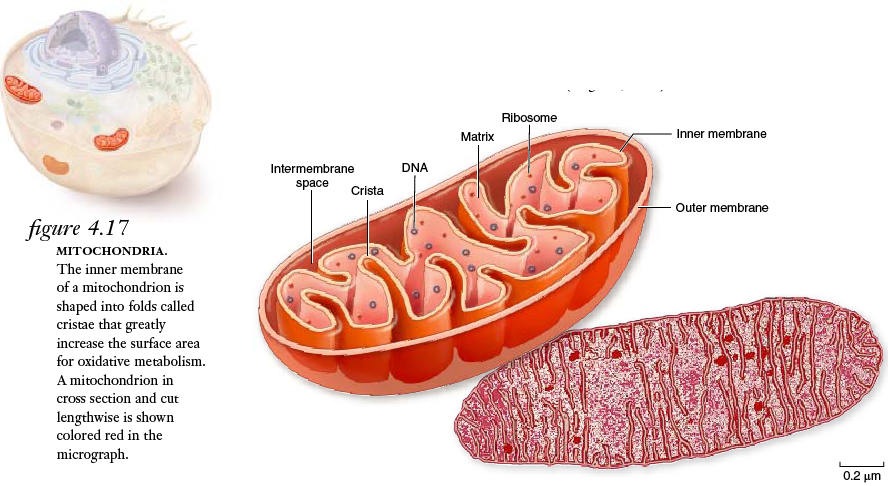 Ribosome
Matrix
Inner membrane
Intermembrane
space
DNA
Crista
Outer membrane
figure 4.17
MITOCHONDRIA.
The inner membrane
of a mitochondrion is
shaped into folds called
cristae that greatly
increase the surface area
for oxidative metabolism.
A mitochondrion in
cross section and cut
lengthwise is shown
colored red in the
micrograph.
0.2 µm